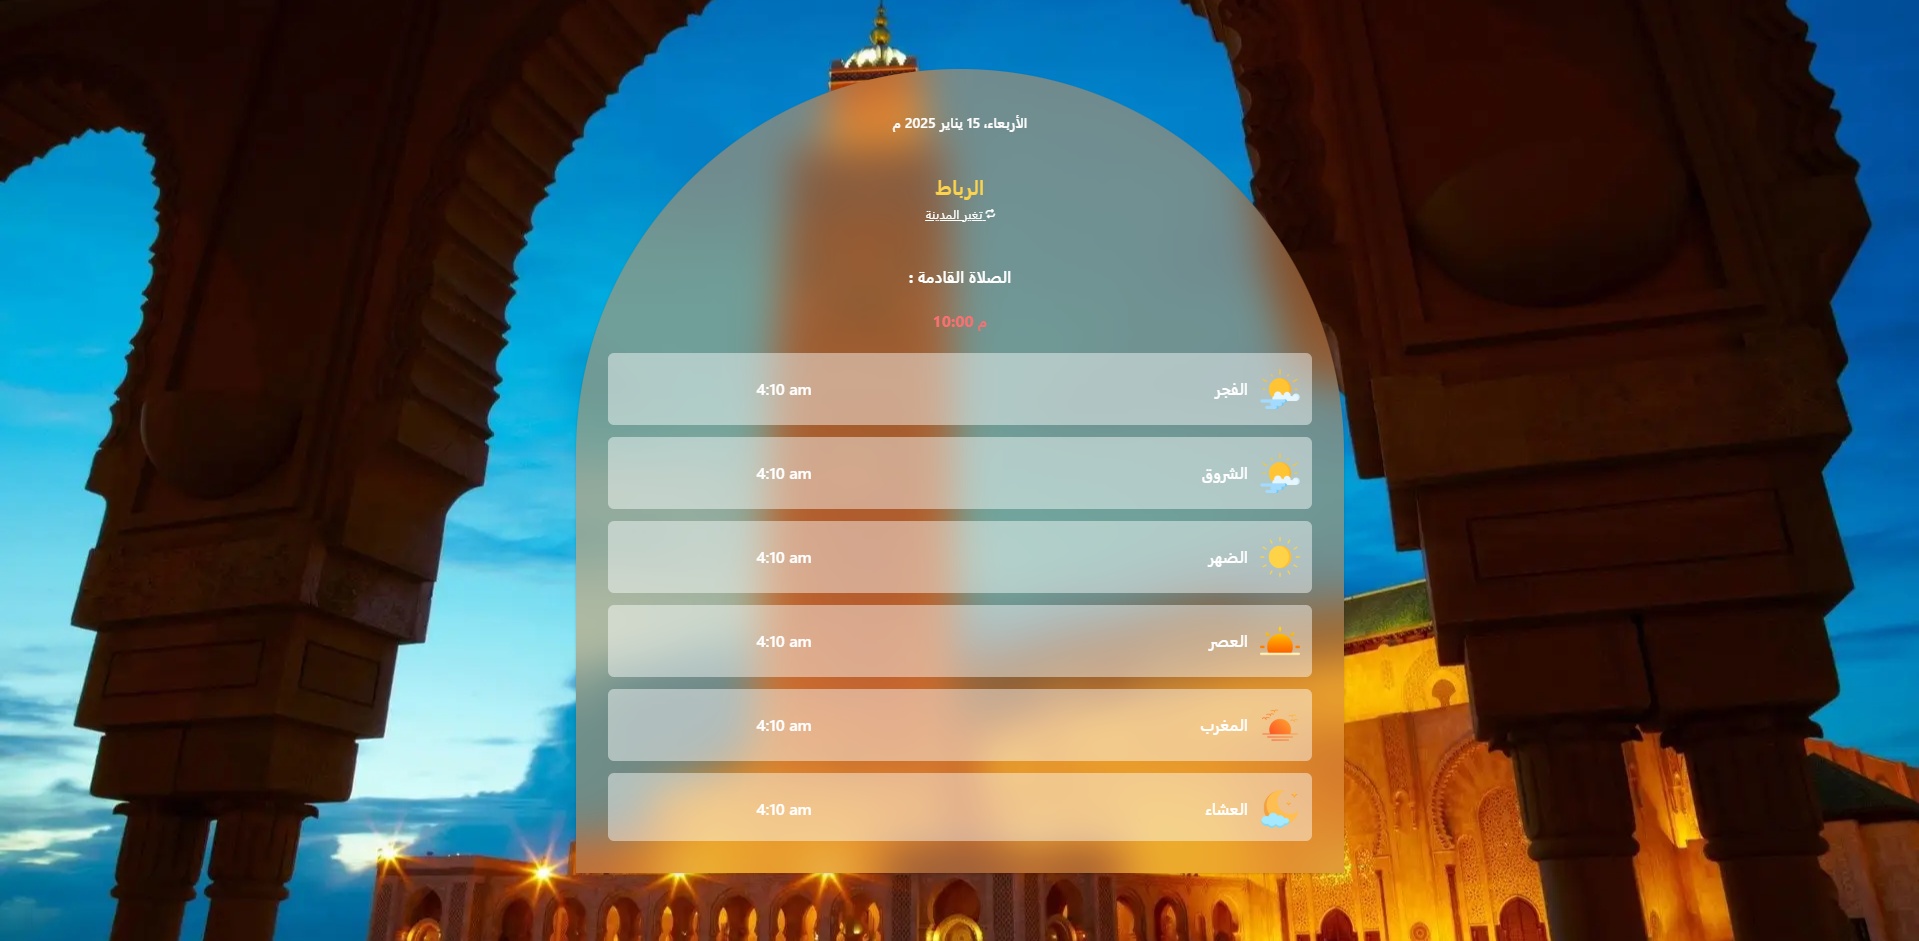 الأربعاء، 15 يناير 2025 م
الرباط
تغير المدينة
الصلاة القادمة :
10:00 م
الفجر 4:10 am
الشروق 4:10 am
الضهر 4:10 am
العصر 4:10 am
المغرب 4:10 am
العشاء 4:10 am